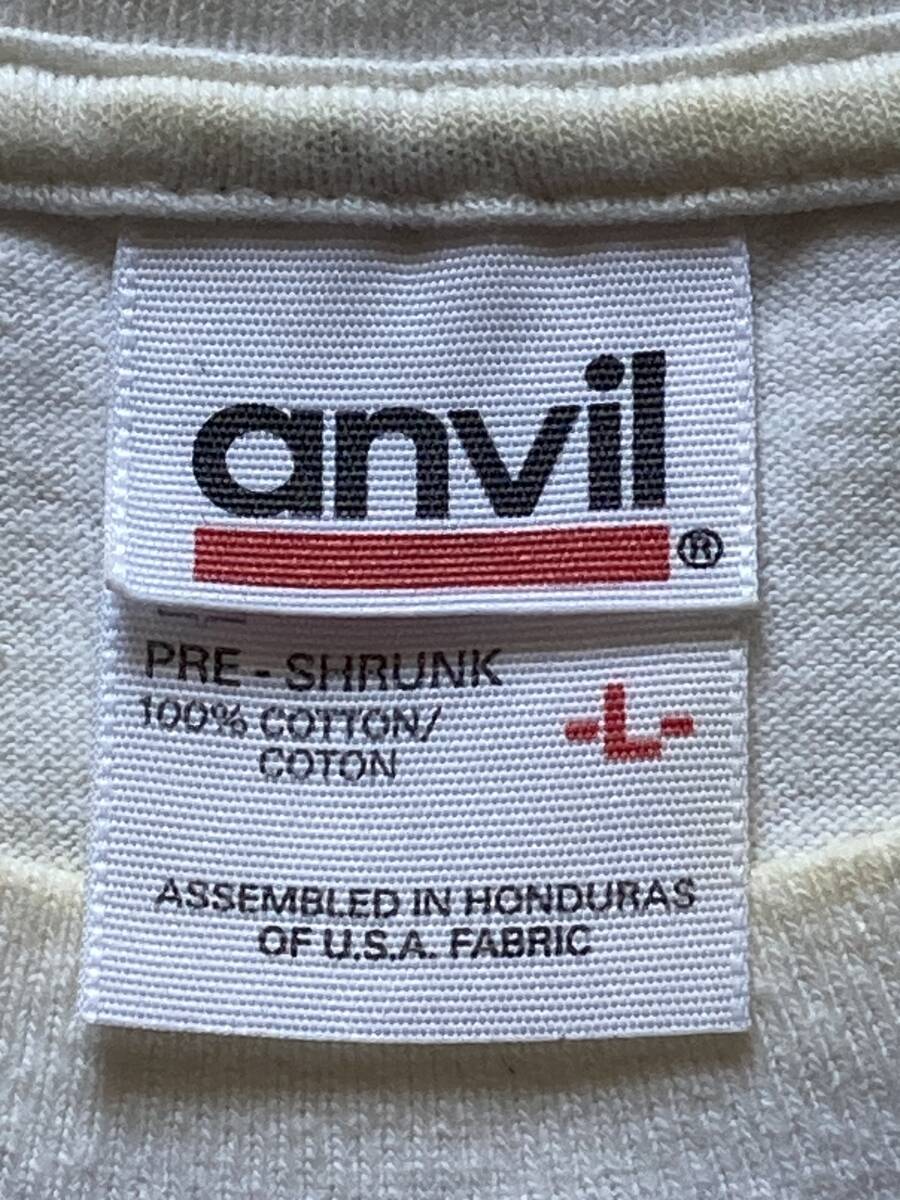 anvil
®
PRE - SHRUNK
100% COTTON/
COTON
-L-
ASSEMBLED IN HONDURAS
OF U.S.A. FABRIC